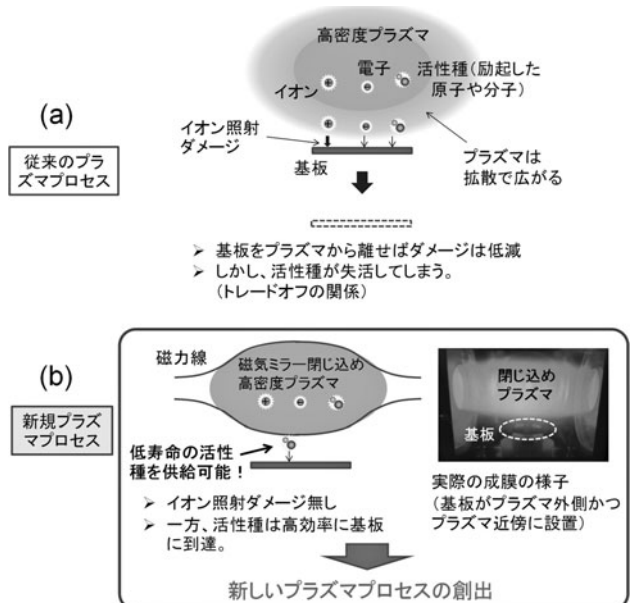 高密度プラズマ
電子
活性種(励起した
原子や分子)
イオン
(a)
イオン照射
ダメージ
従来のプラ
ズマプロセス
基板
プラズマは
拡散で広がる
➢ 基板をプラズマから離せばダメージは低減
➢ しかし、活性種が失活してしまう。
(トレードオフの関係)
(b)
新規プラズ
マプロセス
磁力線
磁気ミラー閉じ込め
高密度プラズマ
低寿命の活性
種を供給可能!
➢ イオン照射ダメージ無し
➢ 一方、活性種は高効率に基板
に到達。
閉じ込め
プラズマ
基板
実際の成膜の様子
(基板がプラズマ外側かつ
プラズマ近傍に設置)
新しいプラズマプロセスの創出